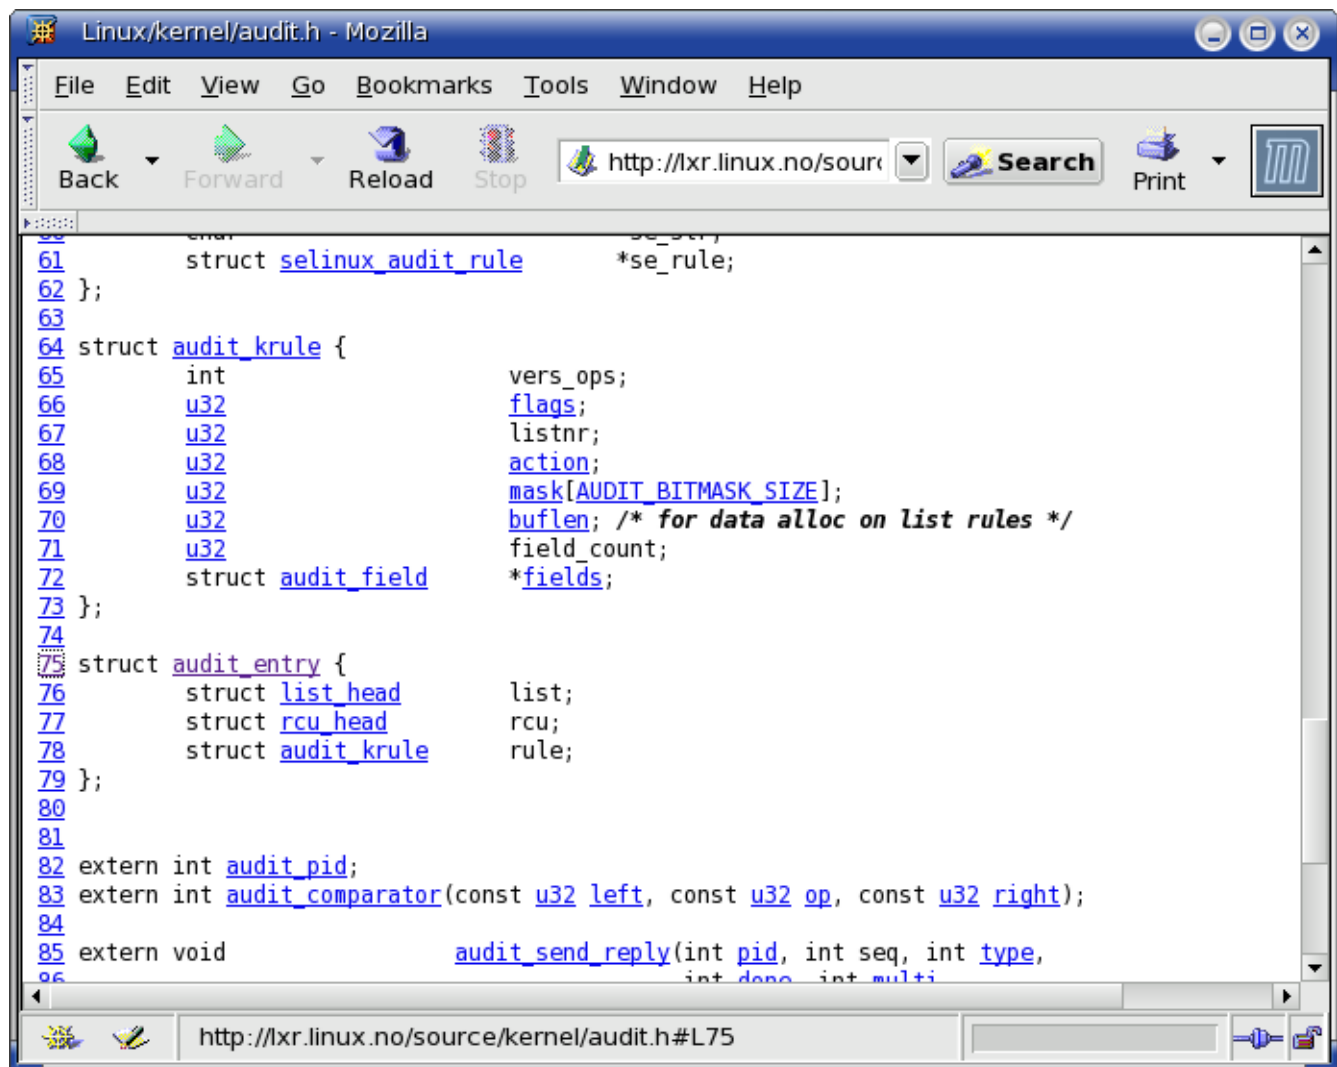 Linux/kernel/audit.h - Mozilla
File Edit View Go Bookmarks Tools Window Help
Back Forward Reload Stop http://lxr.linux.no/sourc Search Print
61 struct selinux_audit_rule *se_rule;
62 };
63
64 struct audit_krule {
65 int vers_ops;
66 u32 flags;
67 u32 listnr;
68 u32 action;
69 u32 mask[AUDIT_BITMASK_SIZE];
70 u32 buflen; /* for data alloc on list rules */
71 u32 field_count;
72 struct audit_field *fields;
73 };
74
75 struct audit_entry {
76 struct list_head list;
77 struct rcu_head rcu;
78 struct audit_krule rule;
79 };
80
81
82 extern int audit_pid;
83 extern int audit_comparator(const u32 left, const u32 op, const u32 right);
84
85 extern void audit_send_reply(int pid, int seq, int type,
86 int done, int multi,
http://lxr.linux.no/source/kernel/audit.h#L75